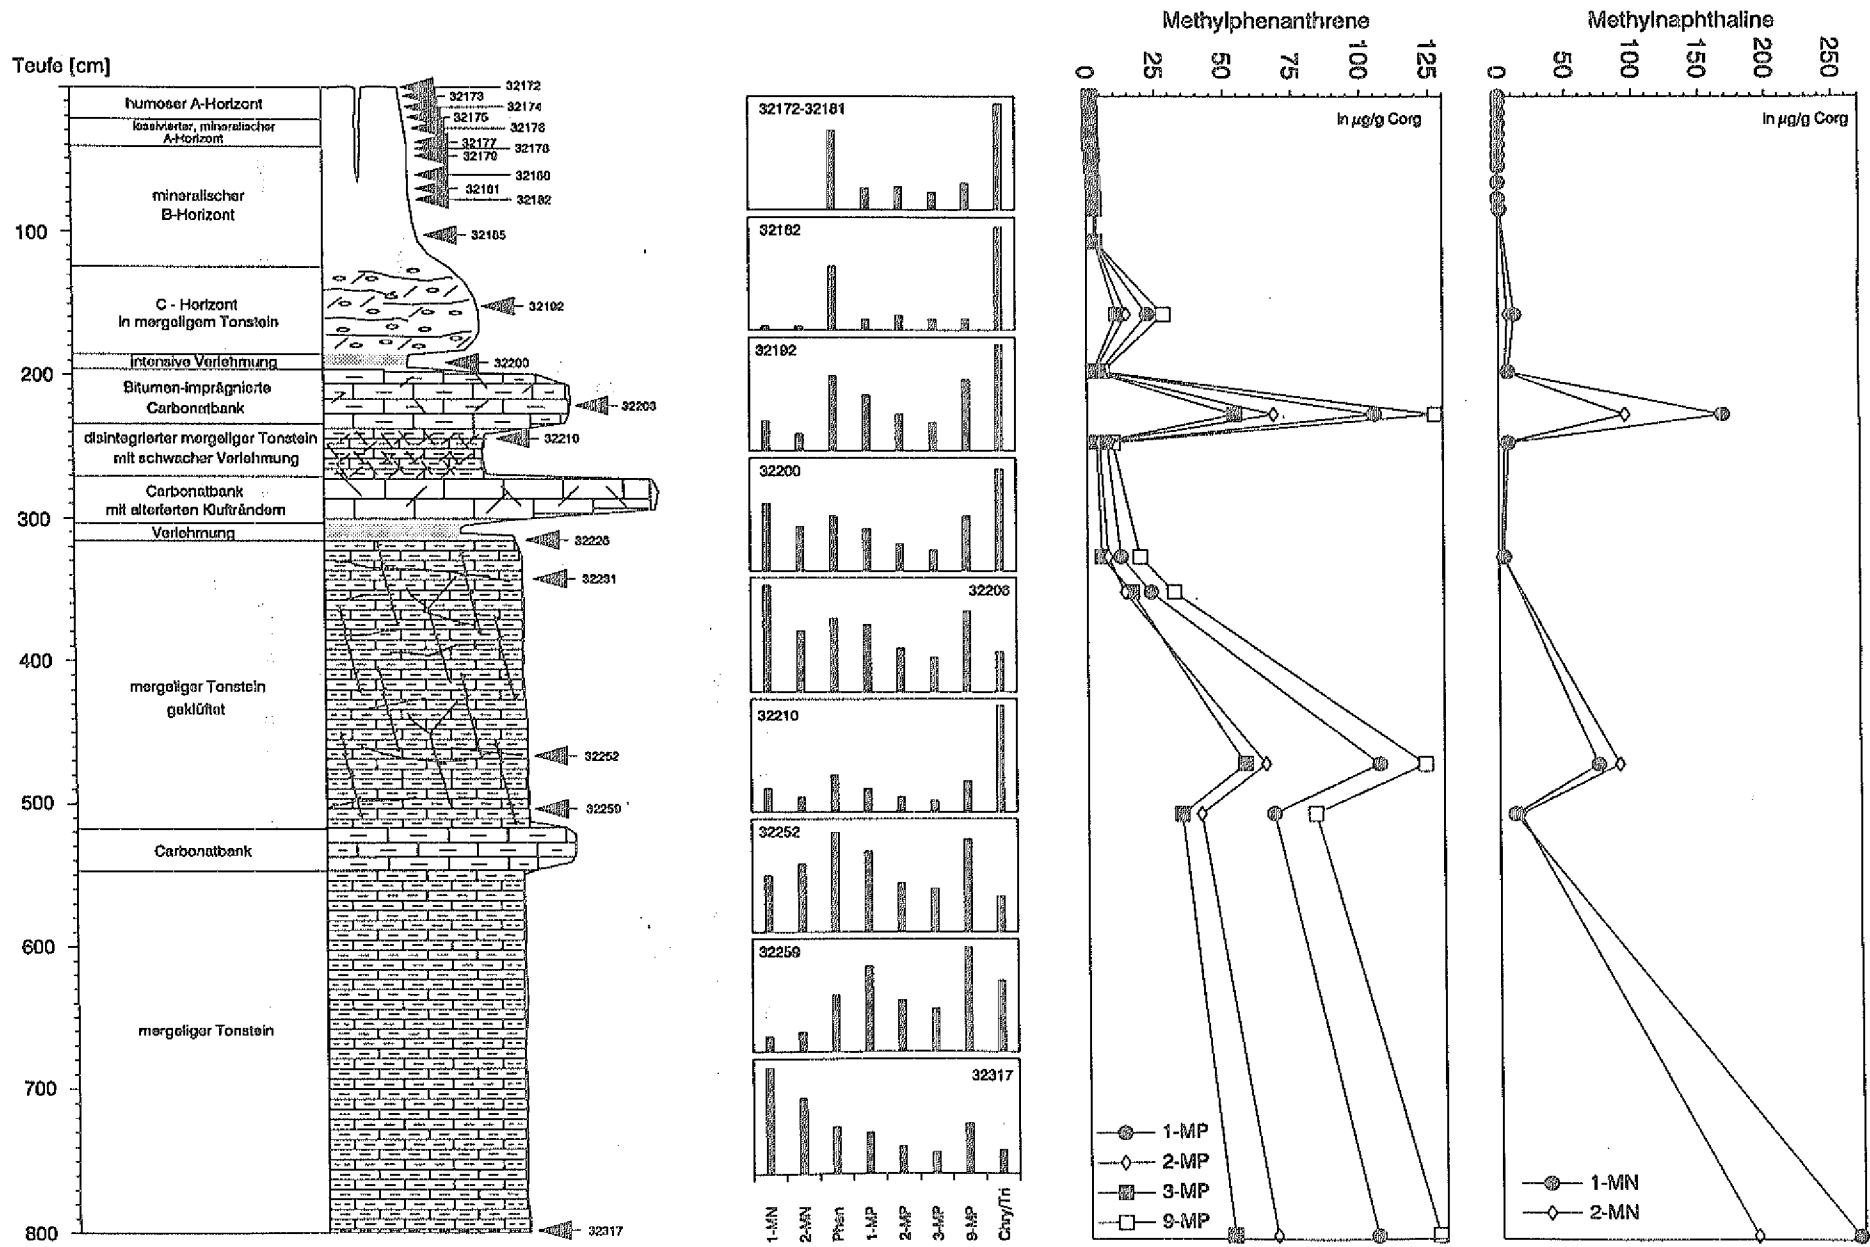 Teufe [cm]
humoser A-Horizont
lessivierter, mineralischer
A-Horizont
mineralischer
B-Horizont
C - Horizont
in mergeligem Tonstein
intensive Verlehmung
Bitumen-imprägnierte
Carbonatbank
disintegrierter mergeliger Tonstein
mit schwacher Verlehmung
Carbonatbank
mit alterierten Klufträndern
Verlehmung
mergeliger Tonstein
geklüftet
Carbonatbank
mergeliger Tonstein
100
200
300
400
500
600
700
800
32172
32173
32174
32175
32176
32177
32178
32179
32180
32181
32182
32185
32192
32200
32203
32210
32226
32231
32252
32259
32317
32172-32181
32182
32192
32200
32206
32210
32252
32259
32317
1-MN
2-MN
Phen
1-MP
2-MP
3-MP
9-MP
Chry/Tri
Methylphenanthrene
0 25 50 75 100 125
in µg/g Corg
1-MP
2-MP
3-MP
9-MP
Methylnaphthaline
0 50 100 150 200 250
in µg/g Corg
1-MN
2-MN